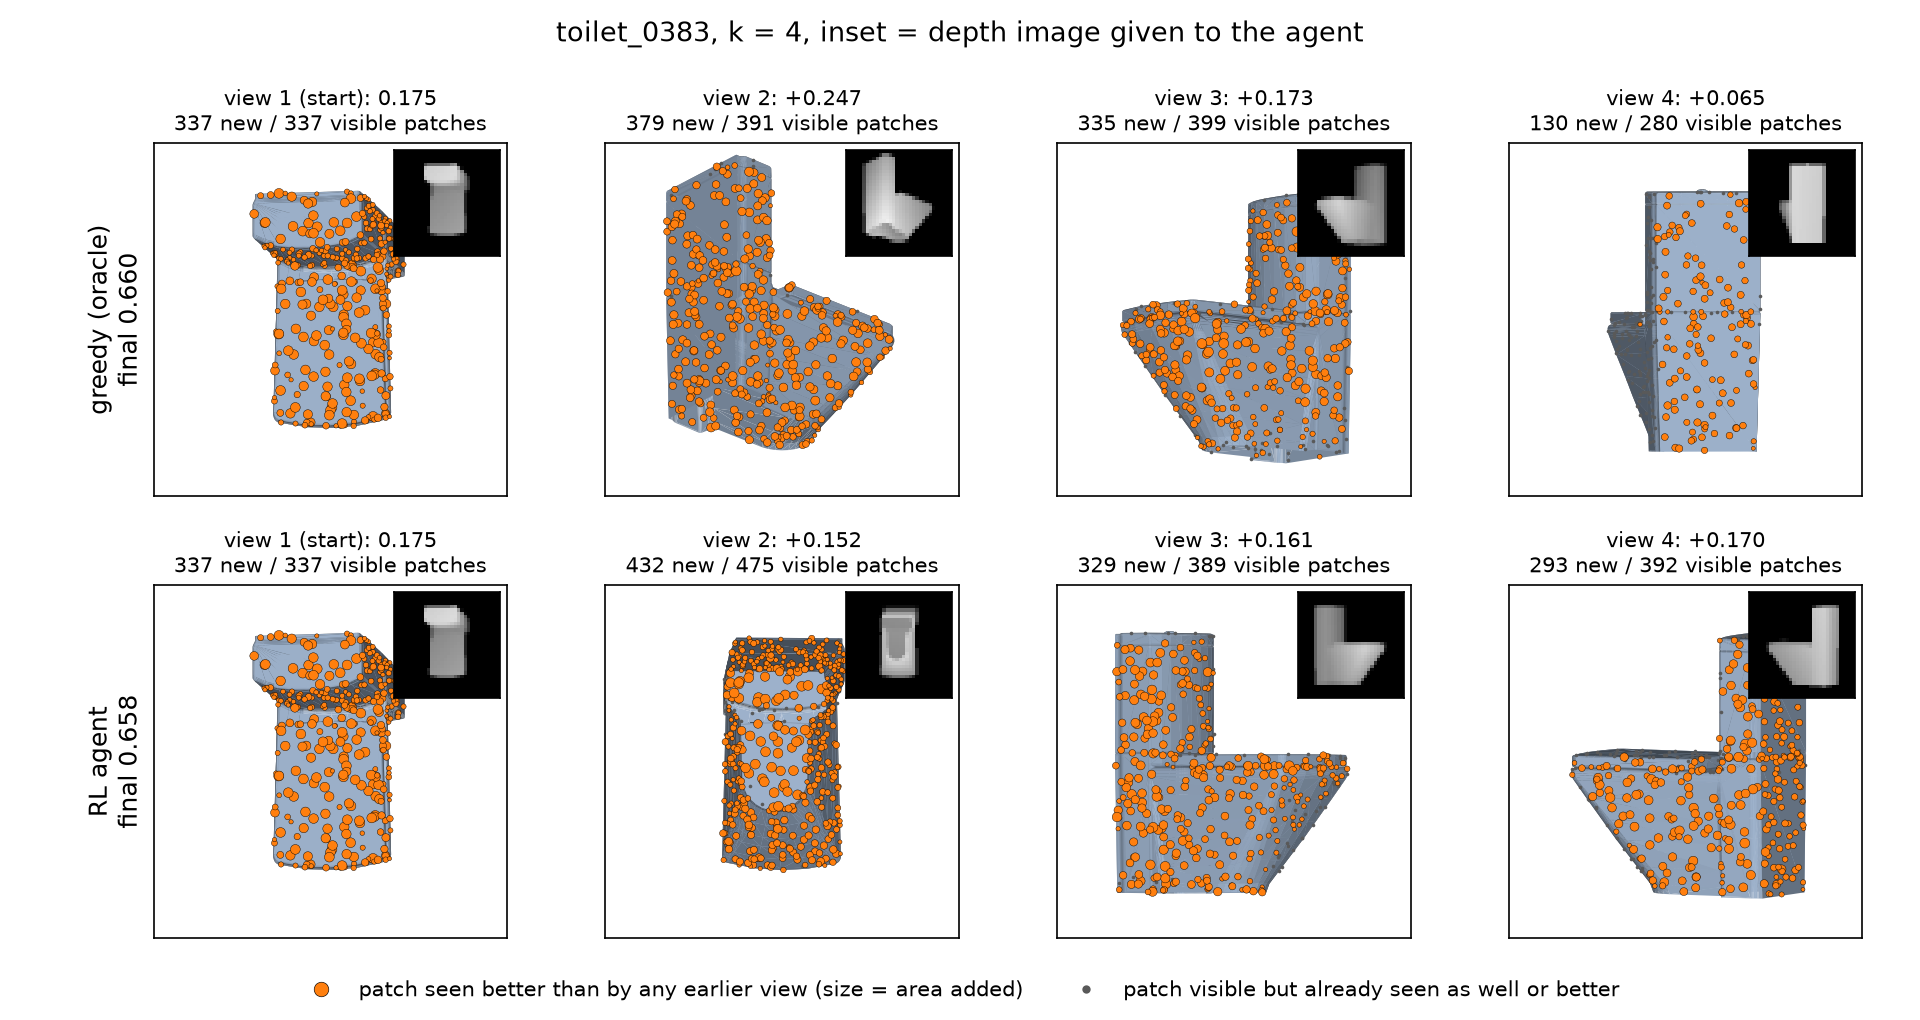 toilet_0383, k = 4, inset = depth image given to the agent
greedy (oracle)
final 0.660
view 1 (start): 0.175
337 new / 337 visible patches
view 2: +0.247
379 new / 391 visible patches
view 3: +0.173
335 new / 399 visible patches
view 4: +0.065
130 new / 280 visible patches
RL agent
final 0.658
view 1 (start): 0.175
337 new / 337 visible patches
view 2: +0.152
432 new / 475 visible patches
view 3: +0.161
329 new / 389 visible patches
view 4: +0.170
293 new / 392 visible patches
patch seen better than by any earlier view (size = area added)
patch visible but already seen as well or better